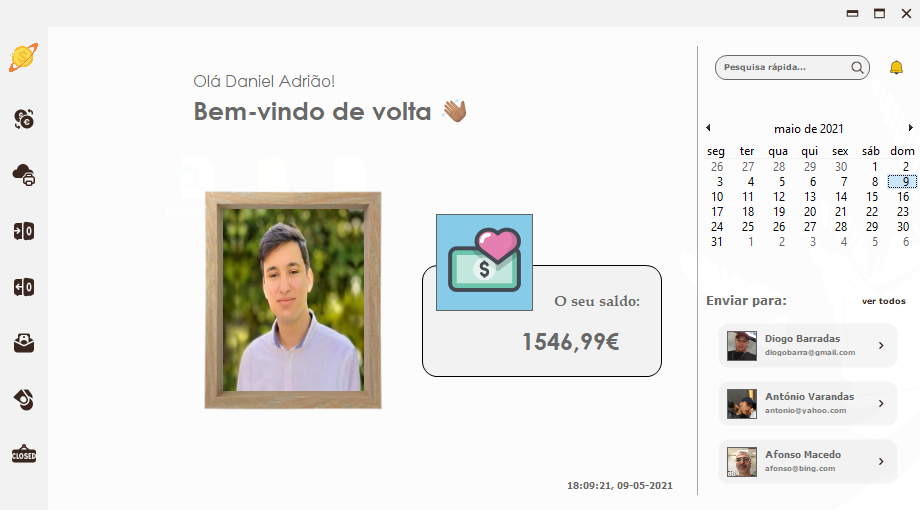 Olá Daniel Adrião!
Bem-vindo de volta
$
O seu saldo:
1546,99€
18:09:21, 09-05-2021
CLOSED
Pesquisa rápida...
maio de 2021
seg ter qua qui sex sáb dom
26 27 28 29 30 1 2
3 4 5 6 7 8 9
10 11 12 13 14 15 16
17 18 19 20 21 22 23
24 25 26 27 28 29 30
31 1 2 3 4 5 6
Enviar para: ver todos
Diogo Barradas
diogobarra@gmail.com
António Varandas
antonio@yahoo.com
Afonso Macedo
afonso@bing.com